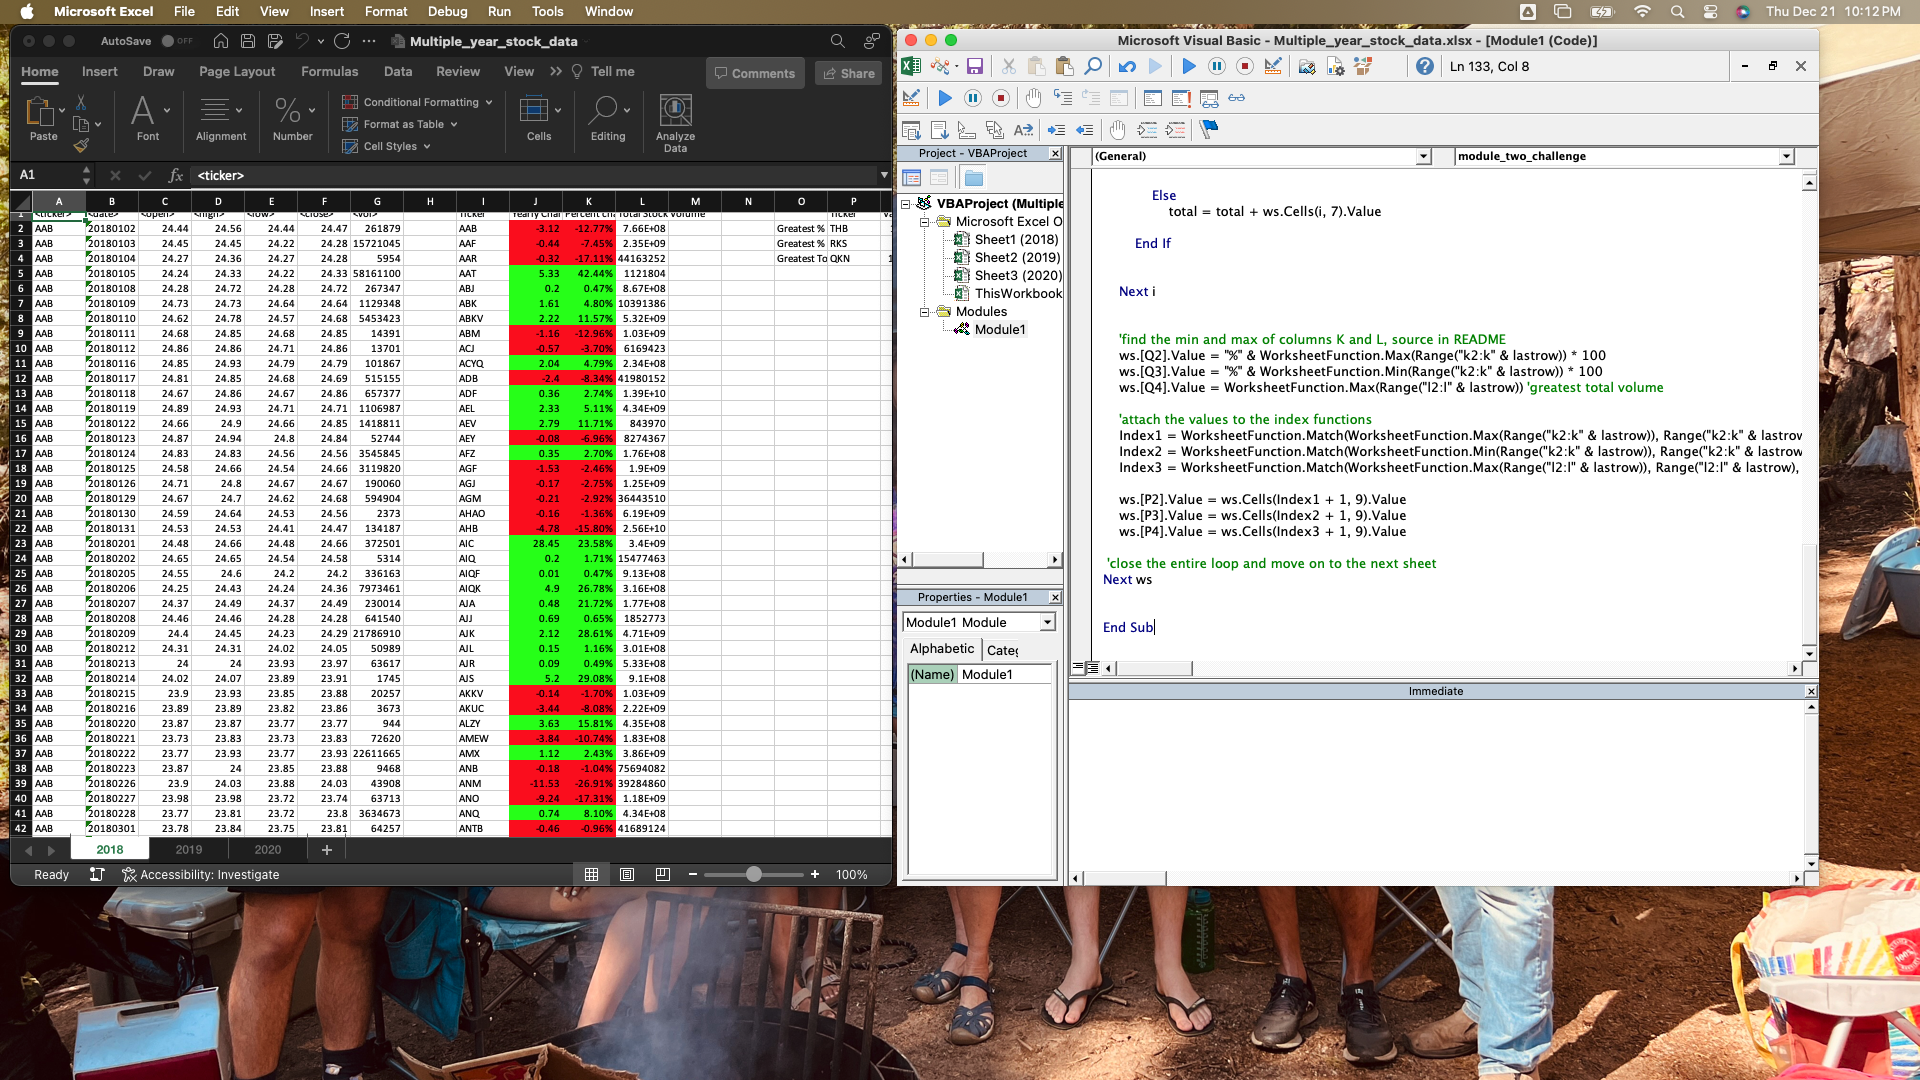 Microsoft Excel File Edit View Insert Format Debug Run Tools Window Thu Dec 21 10:12 PM
AutoSave OFF Multiple_year_stock_data
Home Insert Draw Page Layout Formulas Data Review View Tell me Comments Share
Paste Font Alignment Number Conditional Formatting Format as Table Cell Styles Cells Editing Analyze Data
A1 fx <ticker>
A B C D E F G H I J K L M N O P
1 <ticker> <date> <open> <high> <low> <close> <vol> Ticker Yearly Chan Percent Cha Total Stock Volume Ticker
2 AAB 20180102 24.44 24.56 24.44 24.47 261879 AAB -3.12 -12.77% 7.66E+08 Greatest % THB
3 AAB 20180103 24.45 24.45 24.22 24.28 15721045 AAF -0.44 -7.45% 2.35E+09 Greatest % RKS
4 AAB 20180104 24.27 24.36 24.27 24.28 5954 AAR -0.32 -17.11% 44163252 Greatest To QKN
5 AAB 20180105 24.24 24.33 24.22 24.33 58161100 AAT 5.33 42.44% 1121804
6 AAB 20180108 24.28 24.72 24.28 24.72 267347 ABJ 0.2 0.47% 8.67E+08
7 AAB 20180109 24.73 24.73 24.64 24.64 1129348 ABK 1.61 4.80% 10391386
8 AAB 20180110 24.62 24.78 24.57 24.68 5453423 ABKV 2.22 11.57% 5.32E+09
9 AAB 20180111 24.68 24.85 24.68 24.85 14391 ABM -1.16 -12.96% 1.03E+09
10 AAB 20180112 24.86 24.86 24.71 24.86 13701 ACJ -0.57 -3.70% 6169423
11 AAB 20180116 24.85 24.91 24.79 24.79 101867 ACYQ 2.04 4.79% 2.34E+08
12 AAB 20180117 24.81 24.85 24.68 24.69 515155 ADB -2.4 -8.34% 41980152
13 AAB 20180118 24.67 24.86 24.67 24.86 657377 ADF 0.36 2.74% 1.39E+10
14 AAB 20180119 24.89 24.93 24.71 24.71 1106987 AEL 2.33 5.11% 4.34E+09
15 AAB 20180122 24.66 24.9 24.66 24.85 1418811 AEV 2.79 11.71% 843970
16 AAB 20180123 24.87 24.94 24.8 24.84 52744 AEY -0.08 -6.96% 8274367
17 AAB 20180124 24.83 24.83 24.56 24.56 3545845 AFZ 0.35 2.70% 1.76E+08
18 AAB 20180125 24.58 24.66 24.54 24.66 3119820 AGF -1.53 -2.46% 1.9E+09
19 AAB 20180126 24.71 24.8 24.67 24.67 190060 AGJ -0.17 -2.75% 1.25E+09
20 AAB 20180129 24.67 24.7 24.62 24.68 594904 AGM -0.21 -2.92% 36443510
21 AAB 20180130 24.59 24.64 24.53 24.56 2373 AHAO -0.16 -1.36% 6.19E+09
22 AAB 20180131 24.53 24.53 24.41 24.47 134187 AHB -4.78 -15.80% 2.56E+10
23 AAB 20180201 24.48 24.66 24.48 24.66 372501 AIC 28.45 23.58% 3.4E+09
24 AAB 20180202 24.65 24.65 24.54 24.58 5314 AIQ 0.2 1.71% 15477463
25 AAB 20180205 24.55 24.6 24.2 24.2 336163 AIQF 0.01 0.47% 9.13E+08
26 AAB 20180206 24.25 24.43 24.24 24.36 7973461 AIQK 4.9 26.78% 3.16E+08
27 AAB 20180207 24.37 24.49 24.37 24.49 230014 AJA 0.48 21.72% 1.77E+08
28 AAB 20180208 24.46 24.46 24.28 24.28 641540 AJJ 0.69 0.65% 1852773
29 AAB 20180209 24.4 24.45 24.23 24.29 21786910 AJK 2.12 28.61% 4.71E+09
30 AAB 20180212 24.31 24.31 24.02 24.05 50989 AJL 0.15 1.16% 3.01E+08
31 AAB 20180213 24 24 23.93 23.97 63617 AJR 0.09 0.49% 5.33E+08
32 AAB 20180214 24.02 24.07 23.89 23.91 1745 AJS 5.2 29.08% 9.1E+08
33 AAB 20180215 23.9 23.93 23.85 23.88 20257 AKKV -0.14 -1.70% 1.03E+09
34 AAB 20180216 23.89 23.89 23.82 23.86 3673 AKUC -3.44 -8.08% 2.22E+09
35 AAB 20180220 23.87 23.87 23.77 23.77 944 ALZY 3.63 15.81% 4.35E+08
36 AAB 20180221 23.73 23.83 23.73 23.83 72620 AMEW -3.84 -10.74% 1.83E+08
37 AAB 20180222 23.77 23.93 23.77 23.93 22611665 AMX 1.12 2.43% 3.86E+09
38 AAB 20180223 23.87 24 23.85 23.88 9468 ANB -0.18 -1.04% 75694082
39 AAB 20180226 23.9 24.03 23.88 24.03 43908 ANM -11.53 -26.91% 39284860
40 AAB 20180227 23.98 23.98 23.72 23.74 63713 ANO -9.24 -17.31% 1.18E+09
41 AAB 20180228 23.77 23.81 23.72 23.8 3634673 ANQ 0.74 8.10% 4.34E+08
42 AAB 20180301 23.78 23.84 23.75 23.81 64257 ANTB -0.46 -0.96% 41689124
2018 2019 2020
Ready Accessibility: Investigate 100%
Microsoft Visual Basic - Multiple_year_stock_data.xlsx - [Module1 (Code)]
Ln 133, Col 8
Project - VBAProject
VBAProject (Multiple
Microsoft Excel O
Sheet1 (2018)
Sheet2 (2019)
Sheet3 (2020)
ThisWorkbook
Modules
Module1
Properties - Module1
Module1 Module
Alphabetic Categ
(Name) Module1
(General) module_two_challenge
Else
total = total + ws.Cells(i, 7).Value
End If
Next i
'find the min and max of columns K and L, source in README
ws.[Q2].Value = "%" & WorksheetFunction.Max(Range("k2:k" & lastrow)) * 100
ws.[Q3].Value = "%" & WorksheetFunction.Min(Range("k2:k" & lastrow)) * 100
ws.[Q4].Value = WorksheetFunction.Max(Range("l2:l" & lastrow)) 'greatest total volume
'attach the values to the index functions
Index1 = WorksheetFunction.Match(WorksheetFunction.Max(Range("k2:k" & lastrow)), Range("k2:k" & lastrow
Index2 = WorksheetFunction.Match(WorksheetFunction.Min(Range("k2:k" & lastrow)), Range("k2:k" & lastrow
Index3 = WorksheetFunction.Match(WorksheetFunction.Max(Range("l2:l" & lastrow)), Range("l2:l" & lastrow),
ws.[P2].Value = ws.Cells(Index1 + 1, 9).Value
ws.[P3].Value = ws.Cells(Index2 + 1, 9).Value
ws.[P4].Value = ws.Cells(Index3 + 1, 9).Value
'close the entire loop and move on to the next sheet
Next ws
End Sub
Immediate